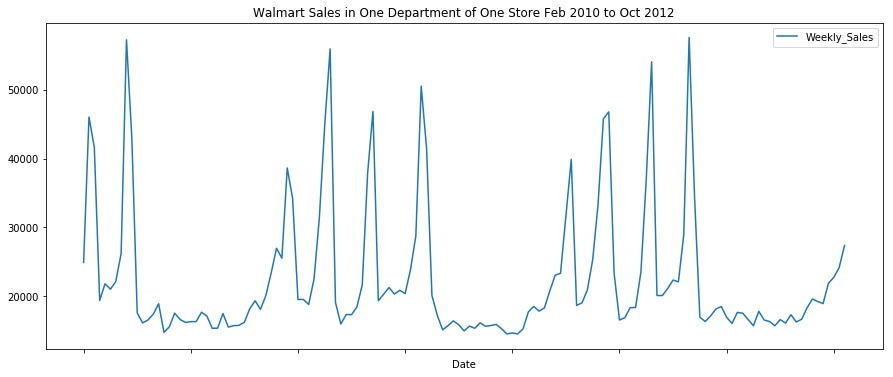 Walmart Sales in One Department of One Store Feb 2010 to Oct 2012
Weekly_Sales
50000
40000
30000
20000
Date